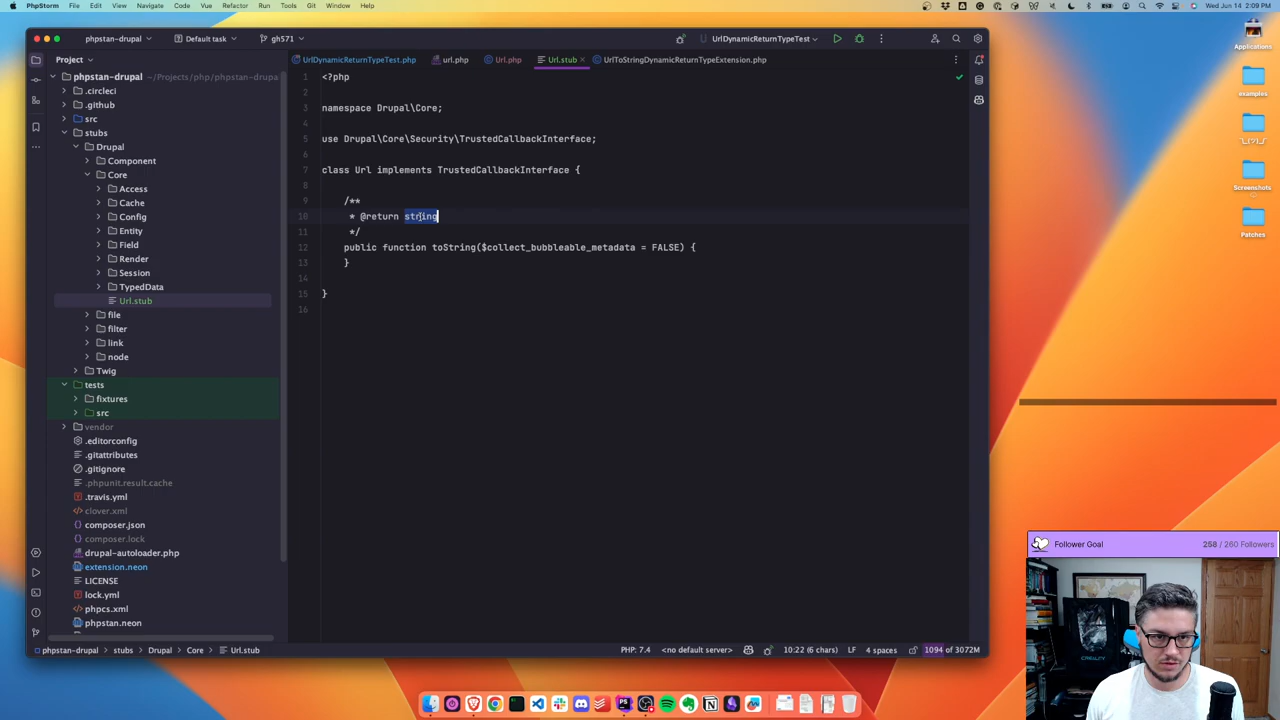 PhpStorm File Edit View Navigate Code Vue Refactor Run Tools Git Window Help
Wed Jun 14 2:09 PM
phpstan-drupal Default task gh571 UrlDynamicReturnTypeTest
Project
UrlDynamicReturnTypeTest.php url.php Url.php Url.stub UrlToStringDynamicReturnTypeExtension.php
phpstan-drupal ~/Projects/php/phpstan-drupa
.circleci
.github
src
stubs
Drupal
Component
Core
Access
Cache
Config
Entity
Field
Render
Session
TypedData
Url.stub
file
filter
link
node
Twig
tests
fixtures
src
vendor
.editorconfig
.gitattributes
.gitignore
.phpunit.result.cache
.travis.yml
clover.xml
composer.json
composer.lock
drupal-autoloader.php
extension.neon
LICENSE
lock.yml
phpcs.xml
phpstan.neon
1 <?php
2
3 namespace Drupal\Core;
4
5 use Drupal\Core\Security\TrustedCallbackInterface;
6
7 class Url implements TrustedCallbackInterface {
8
9 /**
10 * @return string
11 */
12 public function toString($collect_bubbleable_metadata = FALSE) {
13 }
14
15 }
16
phpstan-drupal stubs Drupal Core Url.stub
PHP: 7.4 <no default server> 10:22 (6 chars) LF 4 spaces 1094 of 3072M
Applications
examples
¯\_(ツ)_/¯
Screenshots
Patches
Follower Goal 258 / 260 Followers
CREALITY